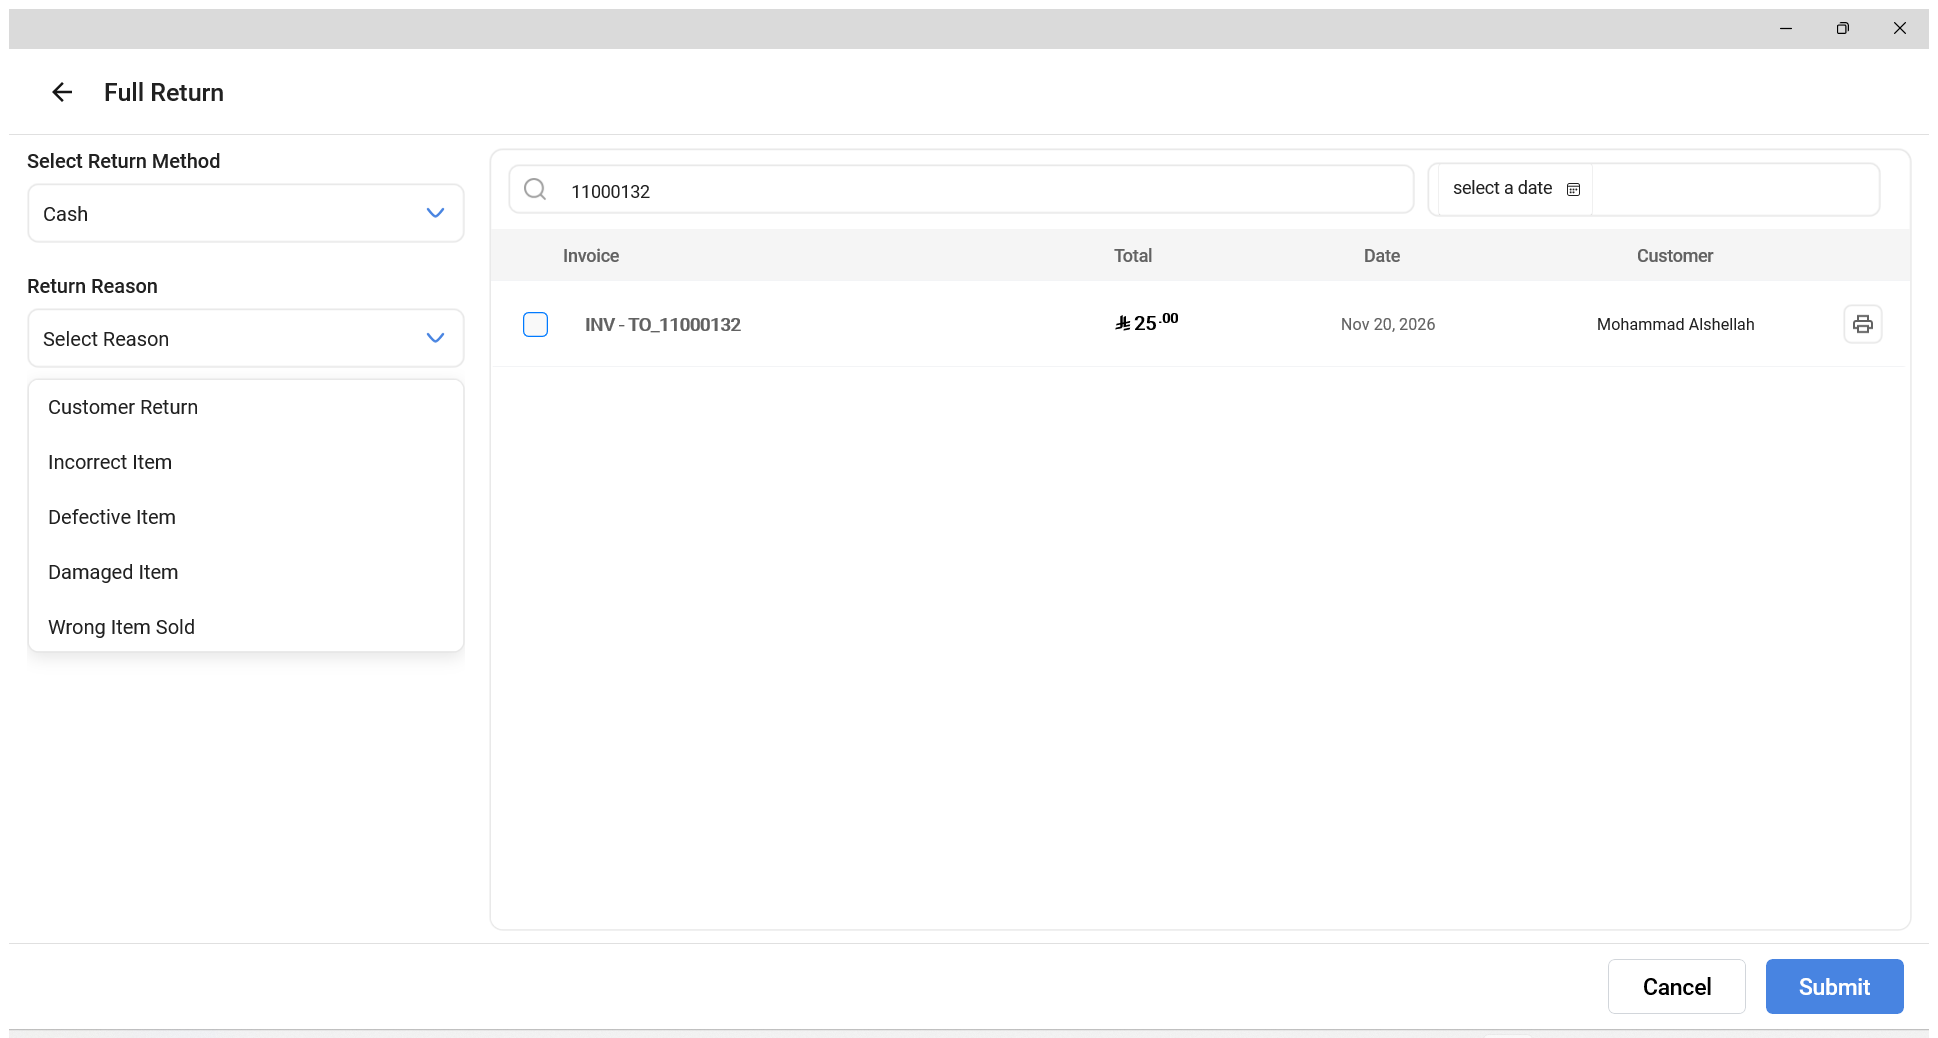 Full Return
Select Return Method
Cash
Return Reason
Select Reason
Customer Return
Incorrect Item
Defective Item
Damaged Item
Wrong Item Sold
11000132
select a date
Invoice Total Date Customer
INV - TO_11000132 ⃁ 25.00 Nov 20, 2026 Mohammad Alshellah
Cancel Submit